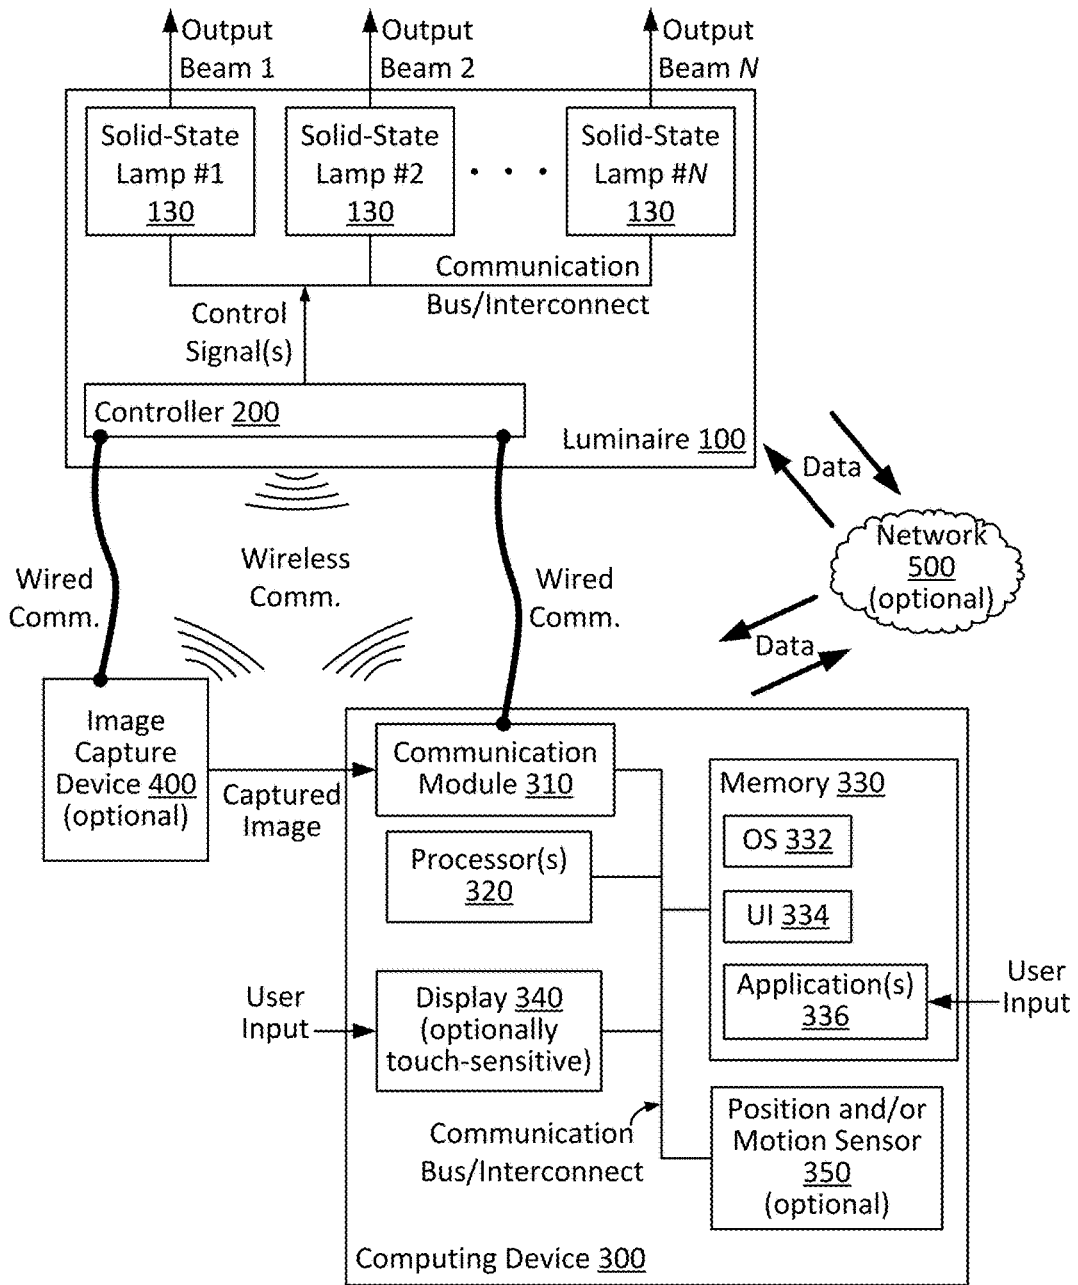 Output
Beam 1
Output
Beam 2
Output
Beam N
Solid-State
Lamp #1
130
Solid-State
Lamp #2
130
. . .
Solid-State
Lamp #N
130
Communication
Bus/Interconnect
Control
Signal(s)
Controller 200
Luminaire 100
Data
Network
500
(optional)
Data
Wireless
Comm.
Wired
Comm.
Wired
Comm.
Image
Capture
Device 400
(optional)
Captured
Image
Communication
Module 310
Processor(s)
320
User
Input
Display 340
(optionally
touch-sensitive)
Memory 330
OS 332
UI 334
Application(s)
336
User
Input
Communication
Bus/Interconnect
Position and/or
Motion Sensor
350
(optional)
Computing Device 300